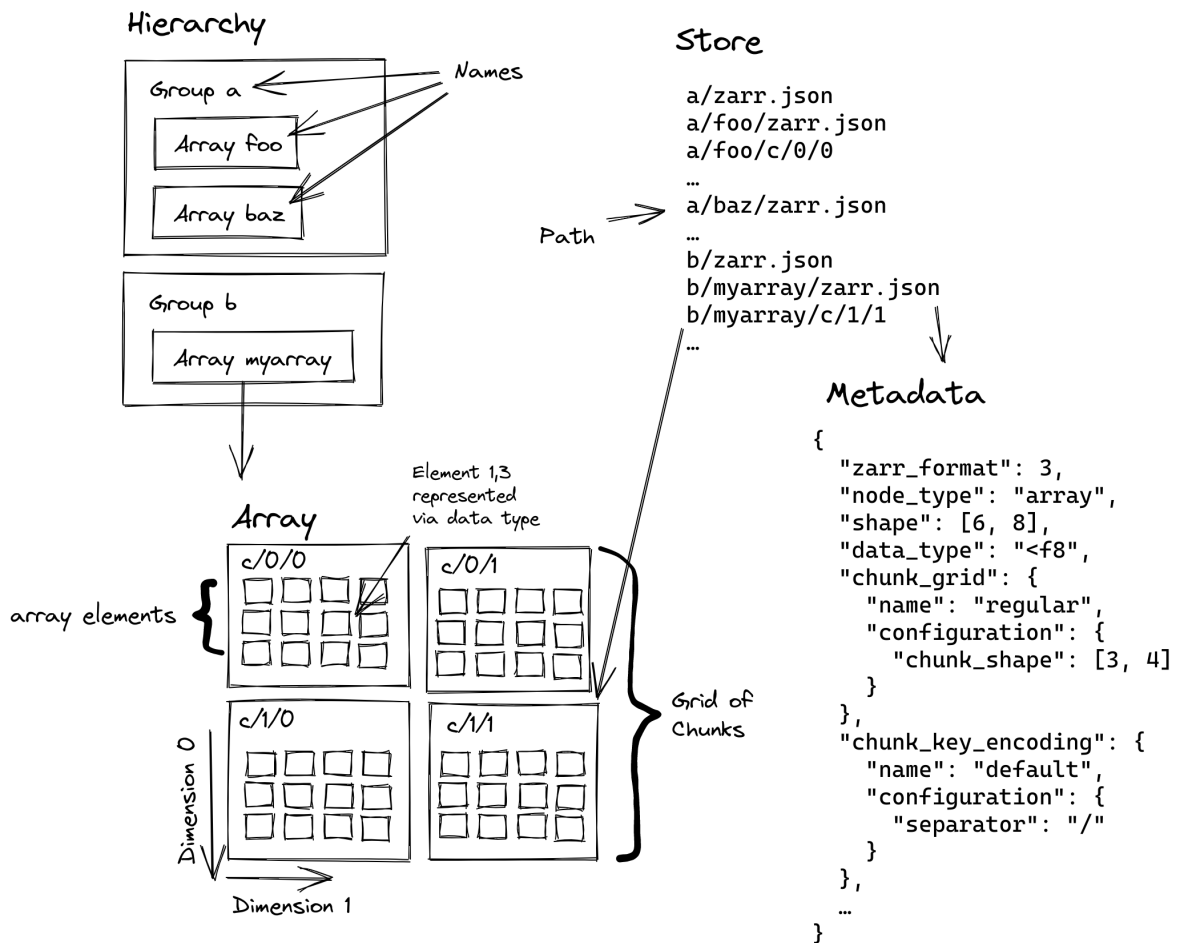 Hierarchy
Group a
Names
Array foo
Array baz
Group b
Array myarray
Store
a/zarr.json
a/foo/zarr.json
a/foo/c/0/0
…
a/baz/zarr.json
…
b/zarr.json
b/myarray/zarr.json
b/myarray/c/1/1
…
Path
Metadata
{
  "zarr_format": 3,
  "node_type": "array",
  "shape": [6, 8],
  "data_type": "<f8",
  "chunk_grid": {
    "name": "regular",
    "configuration": {
      "chunk_shape": [3, 4]
    }
  },
  "chunk_key_encoding": {
    "name": "default",
    "configuration": {
      "separator": "/"
    }
  },
  …
}
Element 1,3
represented
via data type
Array
c/0/0
c/0/1
array elements
c/1/0
c/1/1
Grid of
Chunks
Dimension 0
Dimension 1